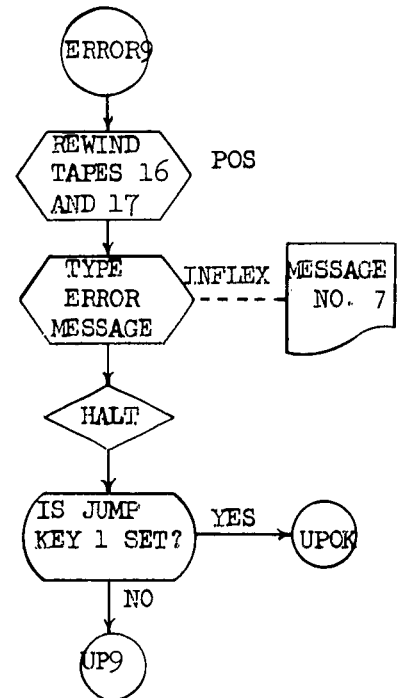 ERROR9
REWIND
TAPES 16
AND 17
POS
TYPE
ERROR
MESSAGE
INFLEX
MESSAGE
NO. 7
HALT
IS JUMP
KEY 1 SET?
YES
UPOK
NO
UP9